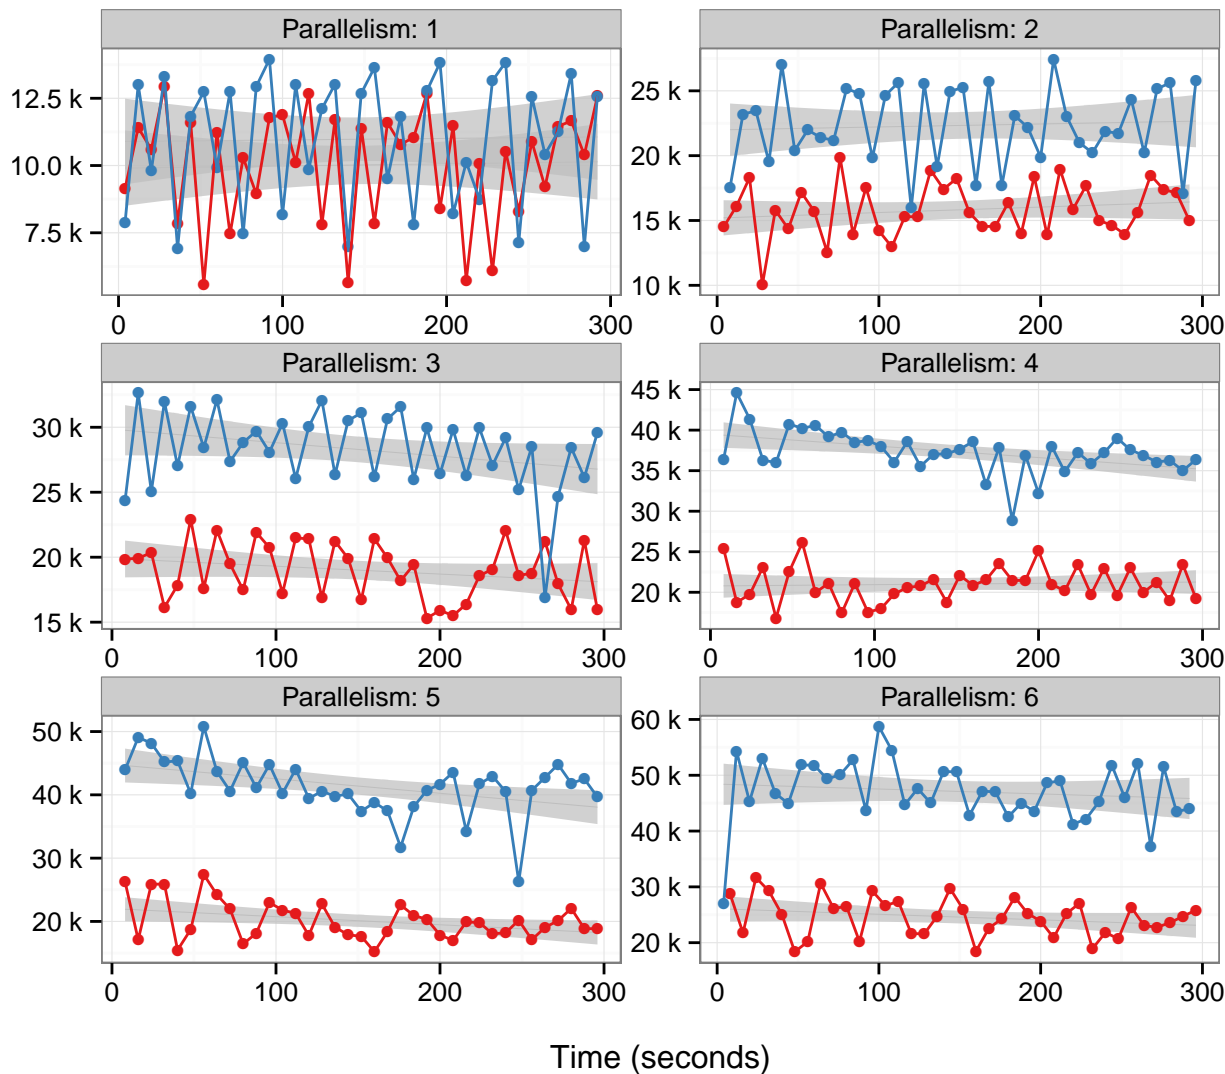 Parallelism: 1
Parallelism: 2
12.5 k
10.0 k
7.5 k
25 k
20 k
15 k
10 k
0 100 200 300
0 100 200 300
Parallelism: 3
Parallelism: 4
30 k
25 k
20 k
15 k
45 k
40 k
35 k
30 k
25 k
20 k
0 100 200 300
0 100 200 300
Parallelism: 5
Parallelism: 6
50 k
40 k
30 k
20 k
60 k
50 k
40 k
30 k
20 k
0 100 200 300
0 100 200 300
Time (seconds)